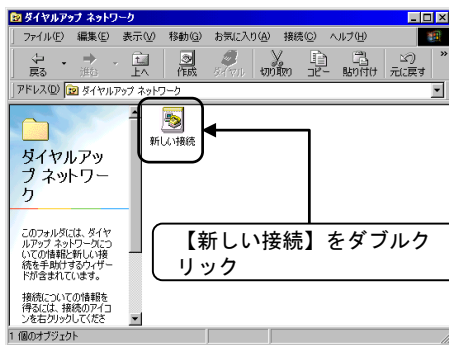 ダイヤルアップ ネットワーク
ファイル(F) 編集(E) 表示(V) 移動(G) お気に入り(A) 接続(C) ヘルプ(H)
戻る 進む 上へ 作成 ダイヤル 切り取り コピー 貼り付け 元に戻す »
アドレス(D) ダイヤルアップ ネットワーク
新しい接続
ダイヤルアッ
プ ネットワー
ク
このフォルダには、ダイヤ
ルアップ ネットワークにつ
いての情報と新しい接
続を手助けするウィザー
ドが含まれています。
接続についての情報を
得るには、接続のアイコ
ンを右クリックしてくださ
【新しい接続】をダブルク
リック
1 個のオブジェクト